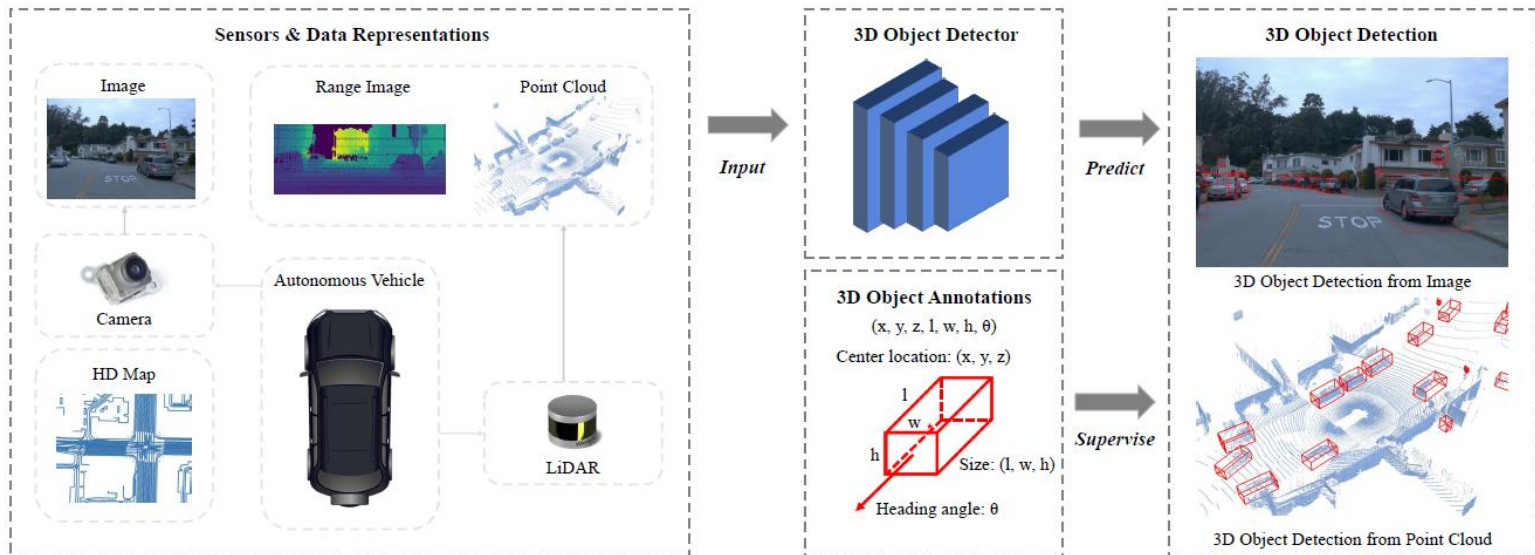 Sensors & Data Representations
Image
Range Image
Point Cloud
STOP
Camera
Autonomous Vehicle
HD Map
LiDAR
Input
3D Object Detector
3D Object Annotations
(x, y, z, l, w, h, θ)
Center location: (x, y, z)
l
w
h
Size: (l, w, h)
Heading angle: θ
Predict
Supervise
3D Object Detection
STOP
3D Object Detection from Image
3D Object Detection from Point Cloud